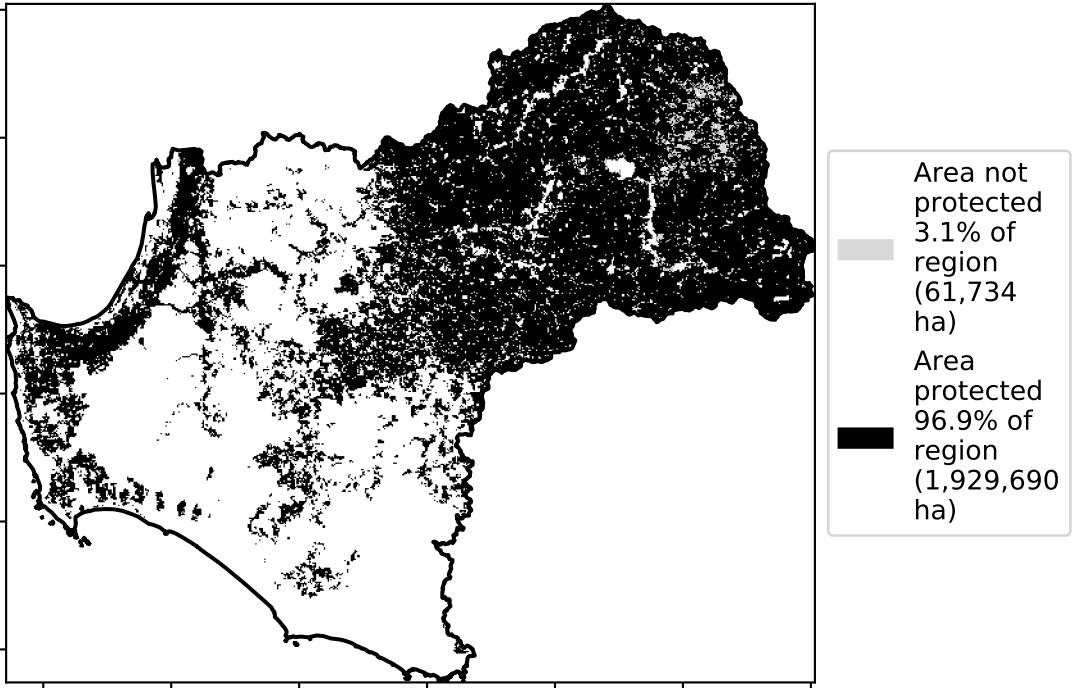 Area not
protected
3.1% of
region
(61,734
ha)
Area
protected
96.9% of
region
(1,929,690
ha)